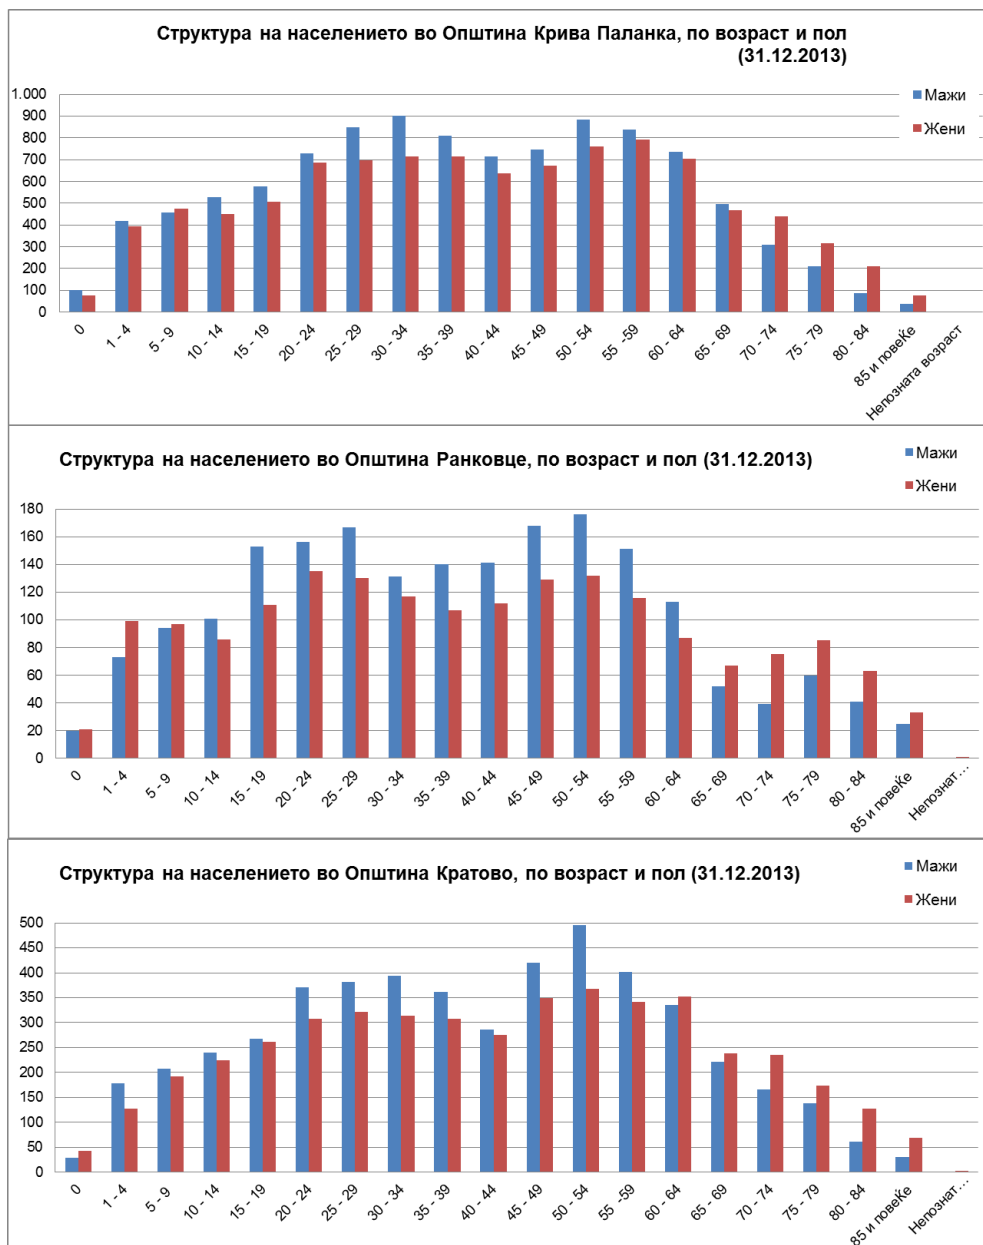 Структура на населението во Општина Крива Паланка, по возраст и пол
(31.12.2013)
1.000
900
800
700
600
500
400
300
200
100
0
Мажи
Жени
0
1 - 4
5 - 9
10 - 14
15 - 19
20 - 24
25 - 29
30 - 34
35 - 39
40 - 44
45 - 49
50 - 54
55 -59
60 - 64
65 - 69
70 - 74
75 - 79
80 - 84
85 и повеќе
Непозната возраст
Структура на населението во Општина Ранковце, по возраст и пол (31.12.2013)
Мажи
Жени
180
160
140
120
100
80
60
40
20
0
0
1 - 4
5 - 9
10 - 14
15 - 19
20 - 24
25 - 29
30 - 34
35 - 39
40 - 44
45 - 49
50 - 54
55 -59
60 - 64
65 - 69
70 - 74
75 - 79
80 - 84
85 и повеќе
Непознат…
Структура на населението во Општина Кратово, по возраст и пол (31.12.2013)
Мажи
Жени
500
450
400
350
300
250
200
150
100
50
0
0
1 - 4
5 - 9
10 - 14
15 - 19
20 - 24
25 - 29
30 - 34
35 - 39
40 - 44
45 - 49
50 - 54
55 -59
60 - 64
65 - 69
70 - 74
75 - 79
80 - 84
85 и повеќе
Непознат…